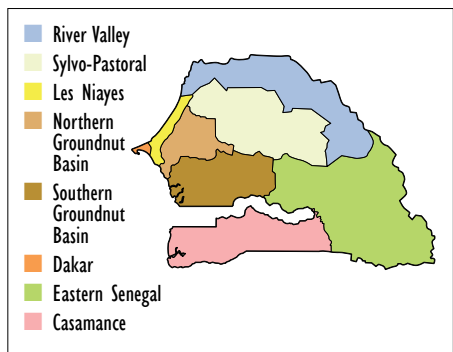 River Valley
Sylvo-Pastoral
Les Niayes
Northern
Groundnut
Basin
Southern
Groundnut
Basin
Dakar
Eastern Senegal
Casamance